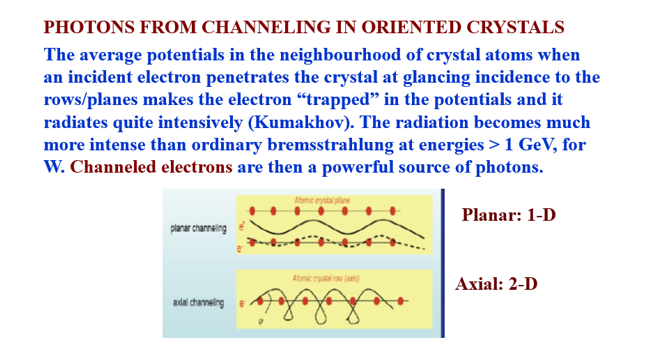 PHOTONS FROM CHANNELING IN ORIENTED CRYSTALS
The average potentials in the neighbourhood of crystal atoms when
an incident electron penetrates the crystal at glancing incidence to the
rows/planes makes the electron “trapped” in the potentials and it
radiates quite intensively (Kumakhov). The radiation becomes much
more intense than ordinary bremsstrahlung at energies > 1 GeV, for
W. Channeled electrons are then a powerful source of photons.
Atomic crystal plane
planar channeling
Planar: 1-D
Atomic crystal row (axis)
axial channeling
Axial: 2-D